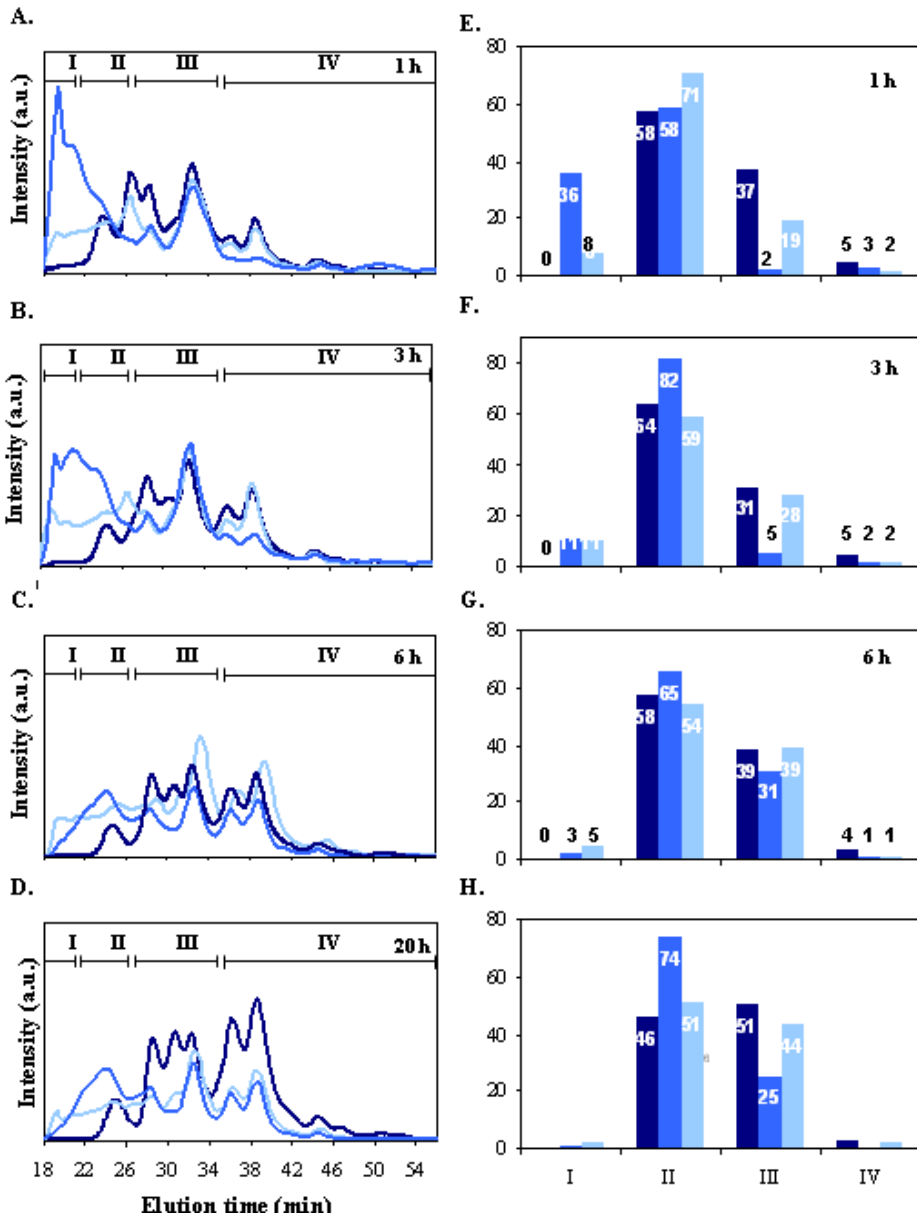 A.
I II III IV
1 h
Intensity (a.u.)
B.
I II III IV
3 h
Intensity (a.u.)
C.
I II III IV
6 h
Intensity (a.u.)
D.
I II III IV
20 h
Intensity (a.u.)
18 22 26 30 34 38 42 46 50 54
Elution time (min)
E.
80
60
40
20
0
1 h
0 36 8
58 58 71
37 2 19
5 3 2
F.
80
60
40
20
0
3 h
0 11 11
64 82 59
31 5 28
5 2 2
G.
80
60
40
20
0
6 h
0 3 5
58 65 54
39 31 39
4 1 1
H.
80
60
40
20
0
46 74 51
51 25 44
I II III IV